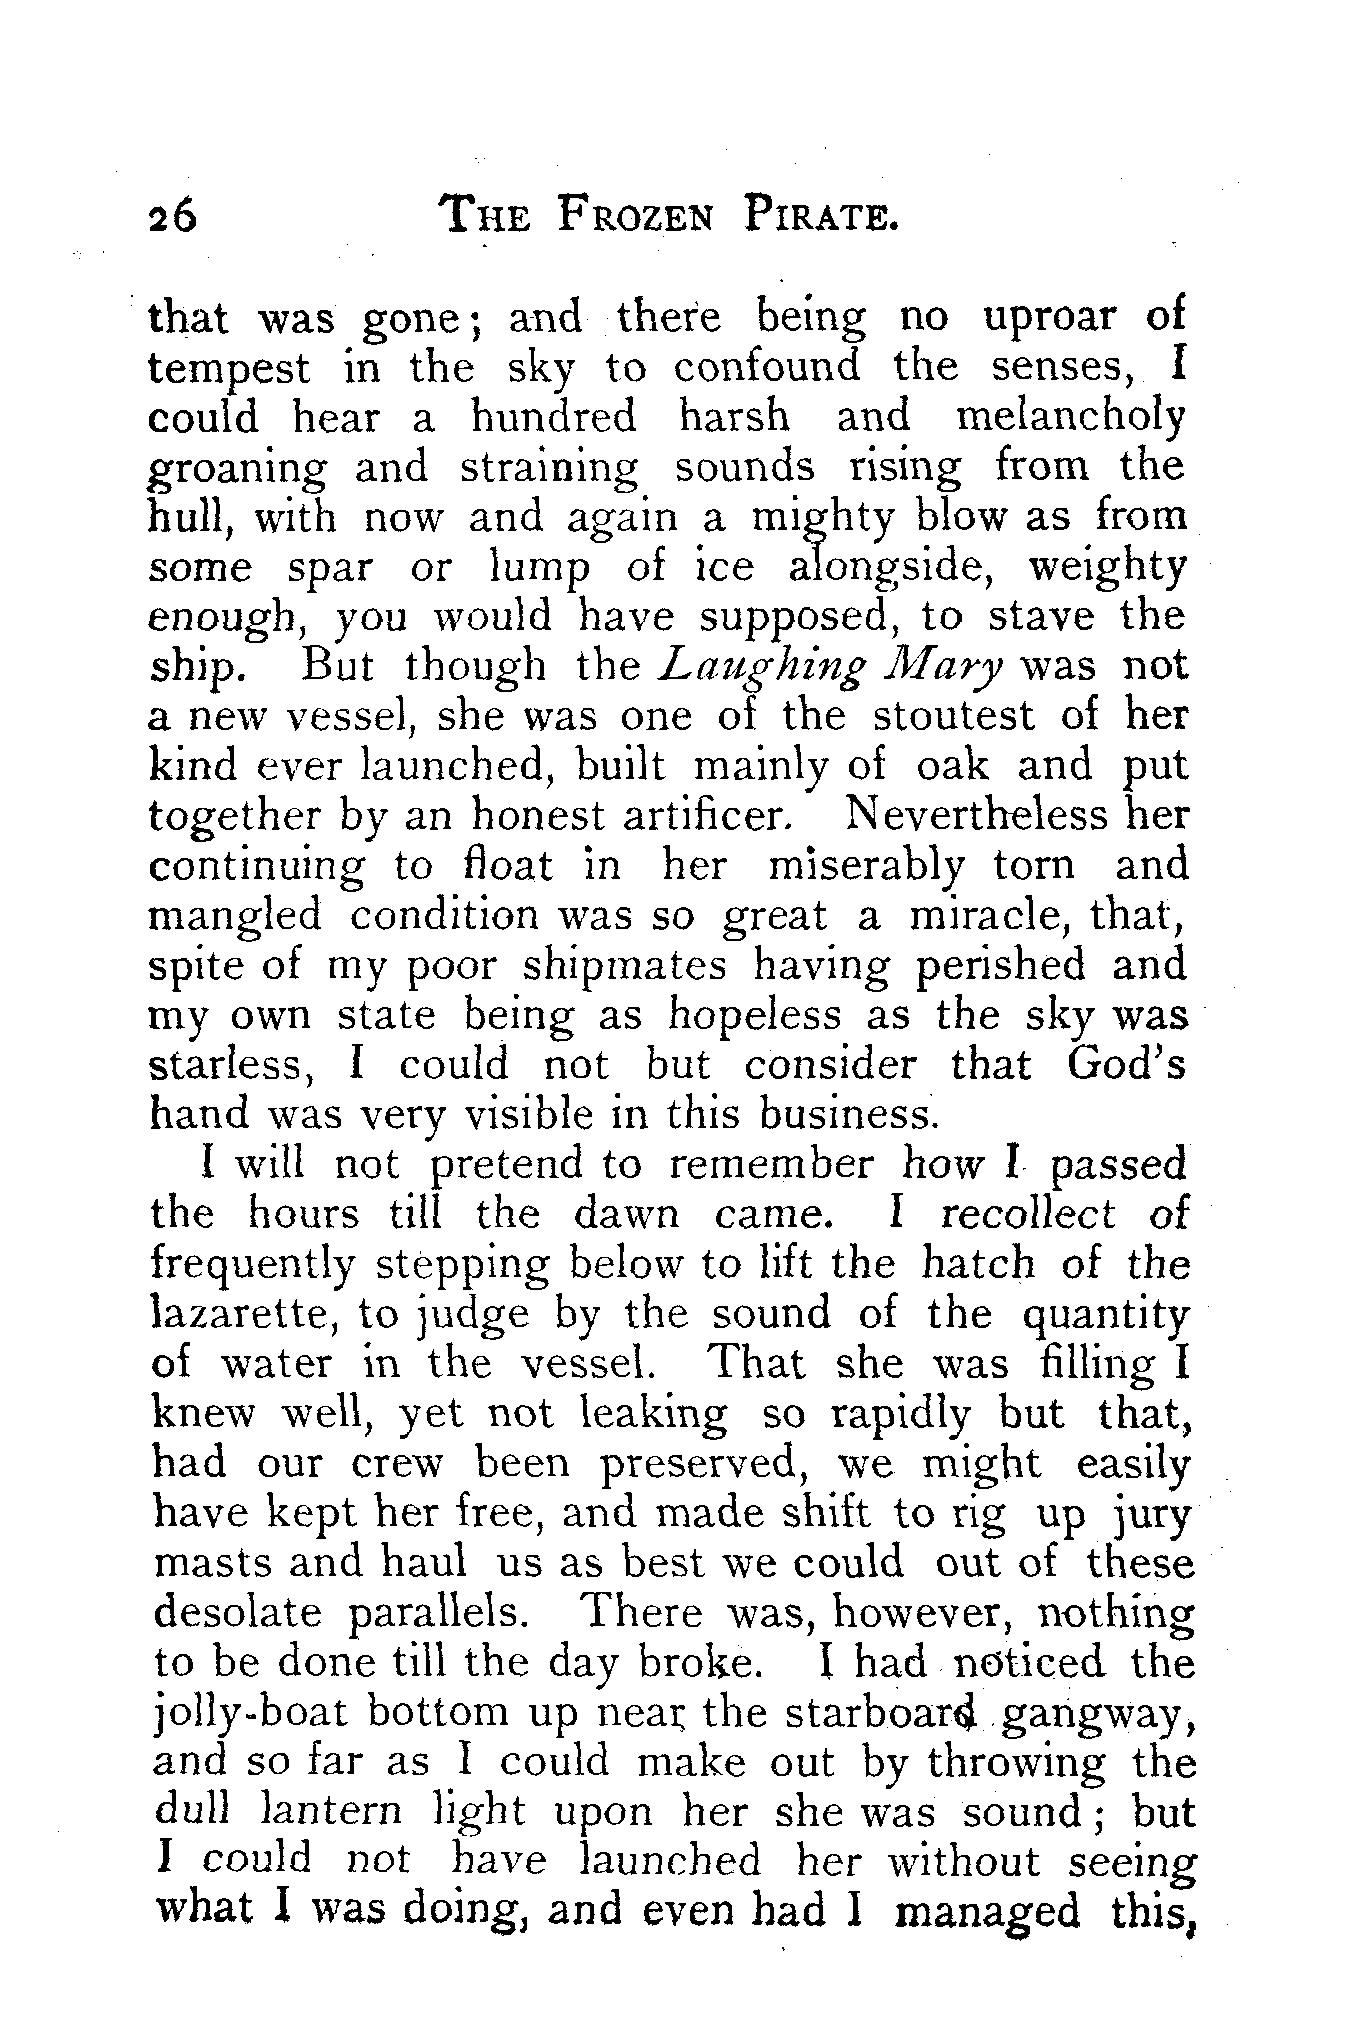 26 THE FROZEN PIRATE.
that was gone; and there being no uproar of
tempest in the sky to confound the senses, I
could hear a hundred harsh and melancholy
groaning and straining sounds rising from the
hull, with now and again a mighty blow as from
some spar or lump of ice alongside, weighty
enough, you would have supposed, to stave the
ship. But though the Laughing Mary was not
a new vessel, she was one of the stoutest of her
kind ever launched, built mainly of oak and put
together by an honest artificer. Nevertheless her
continuing to float in her miserably torn and
mangled condition was so great a miracle, that,
spite of my poor shipmates having perished and
my own state being as hopeless as the sky was
starless, I could not but consider that God's
hand was very visible in this business.
I will not pretend to remember how I passed
the hours till the dawn came. I recollect of
frequently stepping below to lift the hatch of the
lazarette, to judge by the sound of the quantity
of water in the vessel. That she was filling I
knew well, yet not leaking so rapidly but that,
had our crew been preserved, we might easily
have kept her free, and made shift to rig up jury
masts and haul us as best we could out of these
desolate parallels. There was, however, nothing
to be done till the day broke. I had noticed the
jolly-boat bottom up near the starboard gangway,
and so far as I could make out by throwing the
dull lantern light upon her she was sound; but
I could not have launched her without seeing
what I was doing, and even had I managed this,